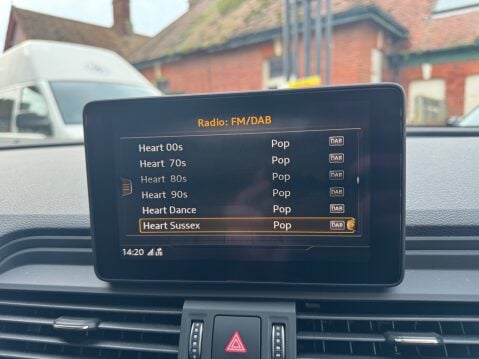 Radio: FM/DAB
Heart 00s Pop DAB
Heart 70s Pop DAB
Heart 80s Pop DAB
Heart 90s Pop DAB
Heart Dance Pop DAB
Heart Sussex Pop DAB
14:20